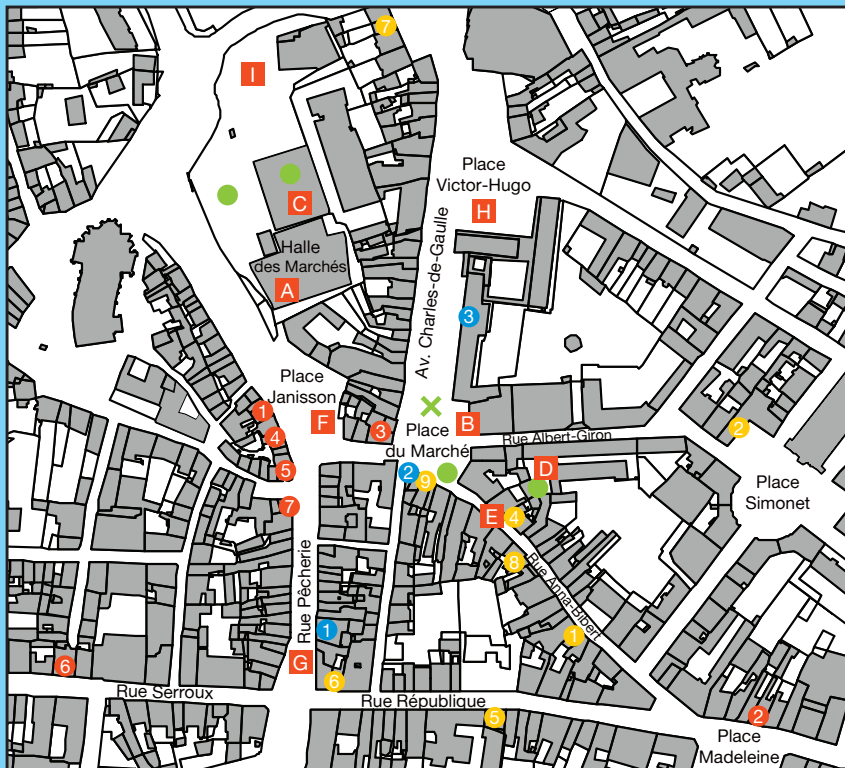 7
I
Place
Victor-Hugo
C
H
Halle
des Marchés
A
Av. Charles-de-Gaulle
3
Place
Janisson
1
F
4
3
B
Place
du Marché
Rue Albert-Giron
2
5
2
9
D
Place
Simonet
7
E
4
8
Rue Anna-Bibert
Rue Pêcherie
1
1
G
6
6
Rue Serroux
Rue République
5
2
Place
Madeleine